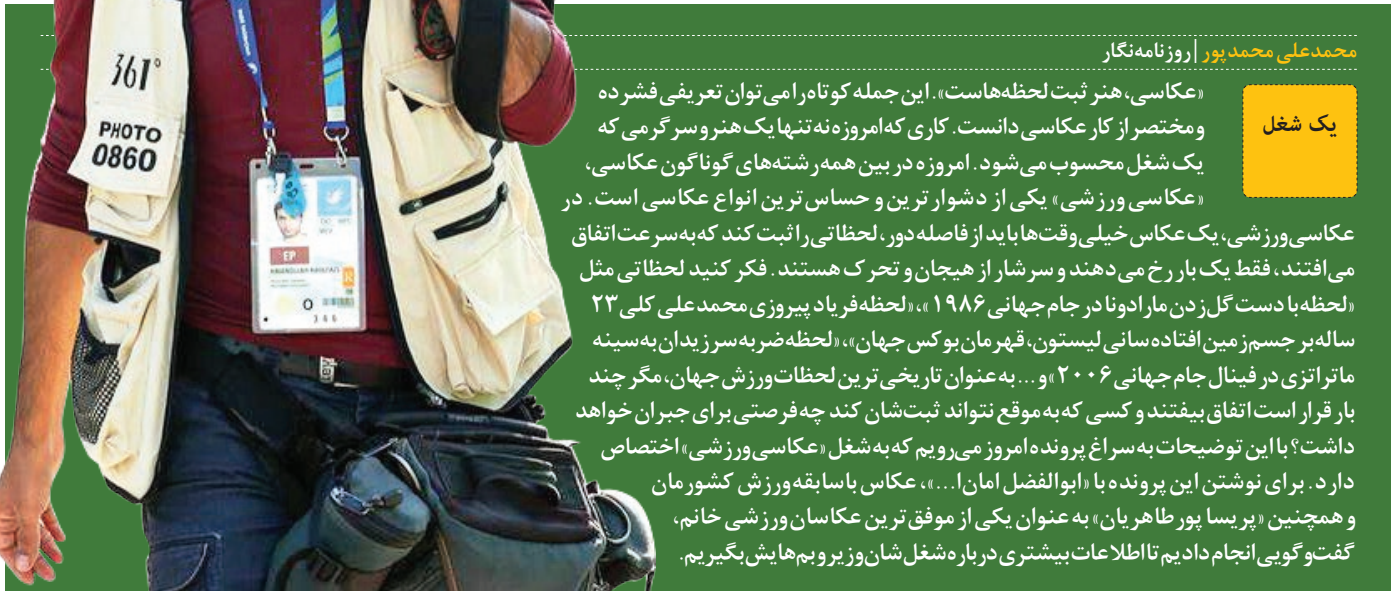 محمدعلی محمدپور | روزنامه‌نگار
یک شغل
«عکاسی، هنر ثبت لحظه‌هاست». این جمله کوتاه را می‌توان تعریفی فشرده
و مختصر از کار عکاسی دانست. کاری که امروزه نه تنها یک هنر و سرگرمی که
یک شغل محسوب می‌شود. امروزه در بین همه رشته‌های گوناگون عکاسی،
«عکاسی ورزشی» یکی از دشوارترین و حساس‌ترین انواع عکاسی است. در
عکاسی ورزشی، یک عکاس خیلی وقت‌ها باید از فاصله دور، لحظاتی را ثبت کند که به سرعت اتفاق
می‌افتند، فقط یک بار رخ می‌دهند و سرشار از هیجان و تحرک هستند. فکر کنید لحظاتی مثل
«لحظه با دست گل زدن مارادونا در جام جهانی ۱۹۸۶»، «لحظه فریاد پیروزی محمدعلی کلی ۲۳
ساله بر جسم زمین افتاده سانی لیستون، قهرمان بوکس جهان»، «لحظه ضربه سر زیدان به سینه
ماتراتزی در فینال جام جهانی ۲۰۰۶» و... به عنوان تاریخی‌ترین لحظات ورزش جهان، مگر چند
بار قرار است اتفاق بیفتند و کسی که به موقع نتواند ثبت‌شان کند چه فرصتی برای جبران خواهد
داشت؟ با این توضیحات به سراغ پرونده امروز می‌رویم که به شغل «عکاسی ورزشی» اختصاص
دارد. برای نوشتن این پرونده با «ابوالفضل امان‌ا...»، عکاس باسابقه ورزش کشورمان
و همچنین «پریسا پورطاهریان» به عنوان یکی از موفق‌ترین عکاسان ورزشی خانم،
گفت‌وگویی انجام دادیم تا اطلاعات بیشتری درباره شغل‌شان و زیر و بم‌هایش بگیریم.
361°
PHOTO
0860
EP
O
346